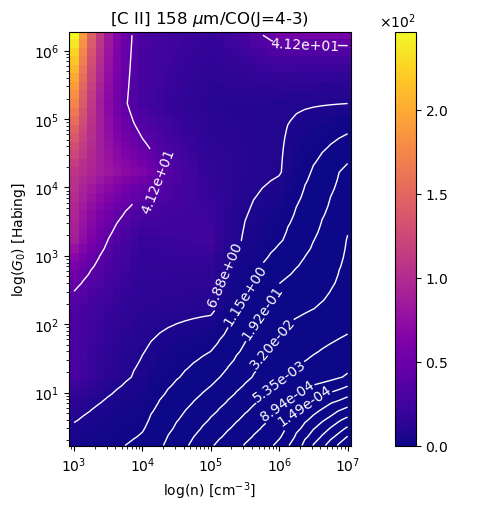 [C II] 158 μm/CO(J=4-3)
×10²
4.12e+01
10⁶
10⁵
10⁴
10³
10²
10¹
log(G₀) [Habing]
4.12e+01
6.88e+00
1.15e+00
1.92e-01
3.20e-02
5.35e-03
8.94e-04
1.49e-04
10³ 10⁴ 10⁵ 10⁶ 10⁷
log(n) [cm⁻³]
2.0
1.5
1.0
0.5
0.0